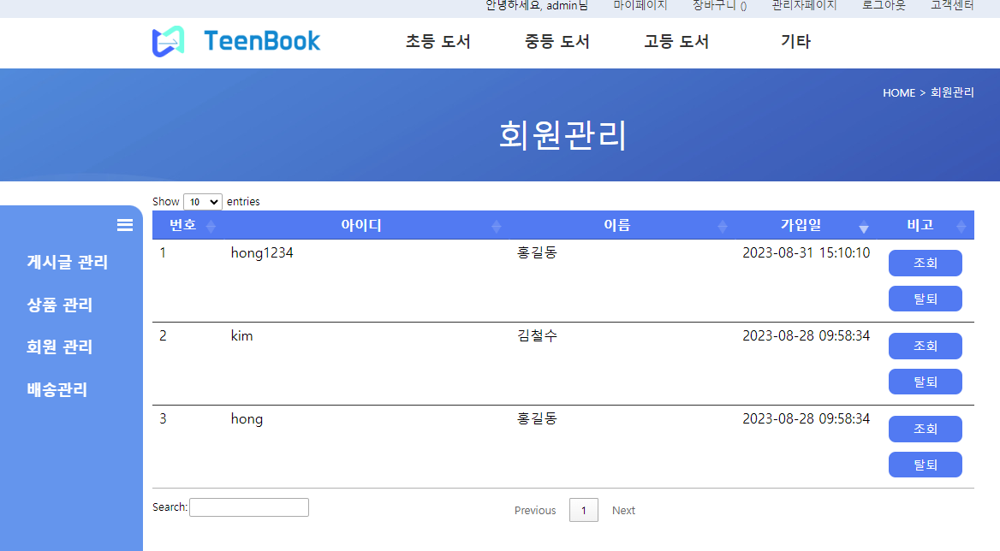 안녕하세요, admin님 마이페이지 장바구니 () 관리자페이지 로그아웃 고객센터
TeenBook 초등 도서 중등 도서 고등 도서 기타
HOME > 회원관리
회원관리
게시글 관리
상품 관리
회원 관리
배송관리
Show 10 entries
번호 아이디 이름 가입일 비고
1 hong1234 홍길동 2023-08-31 15:10:10 조회
탈퇴
2 kim 김철수 2023-08-28 09:58:34 조회
탈퇴
3 hong 홍길동 2023-08-28 09:58:34 조회
탈퇴
Search: Previous 1 Next